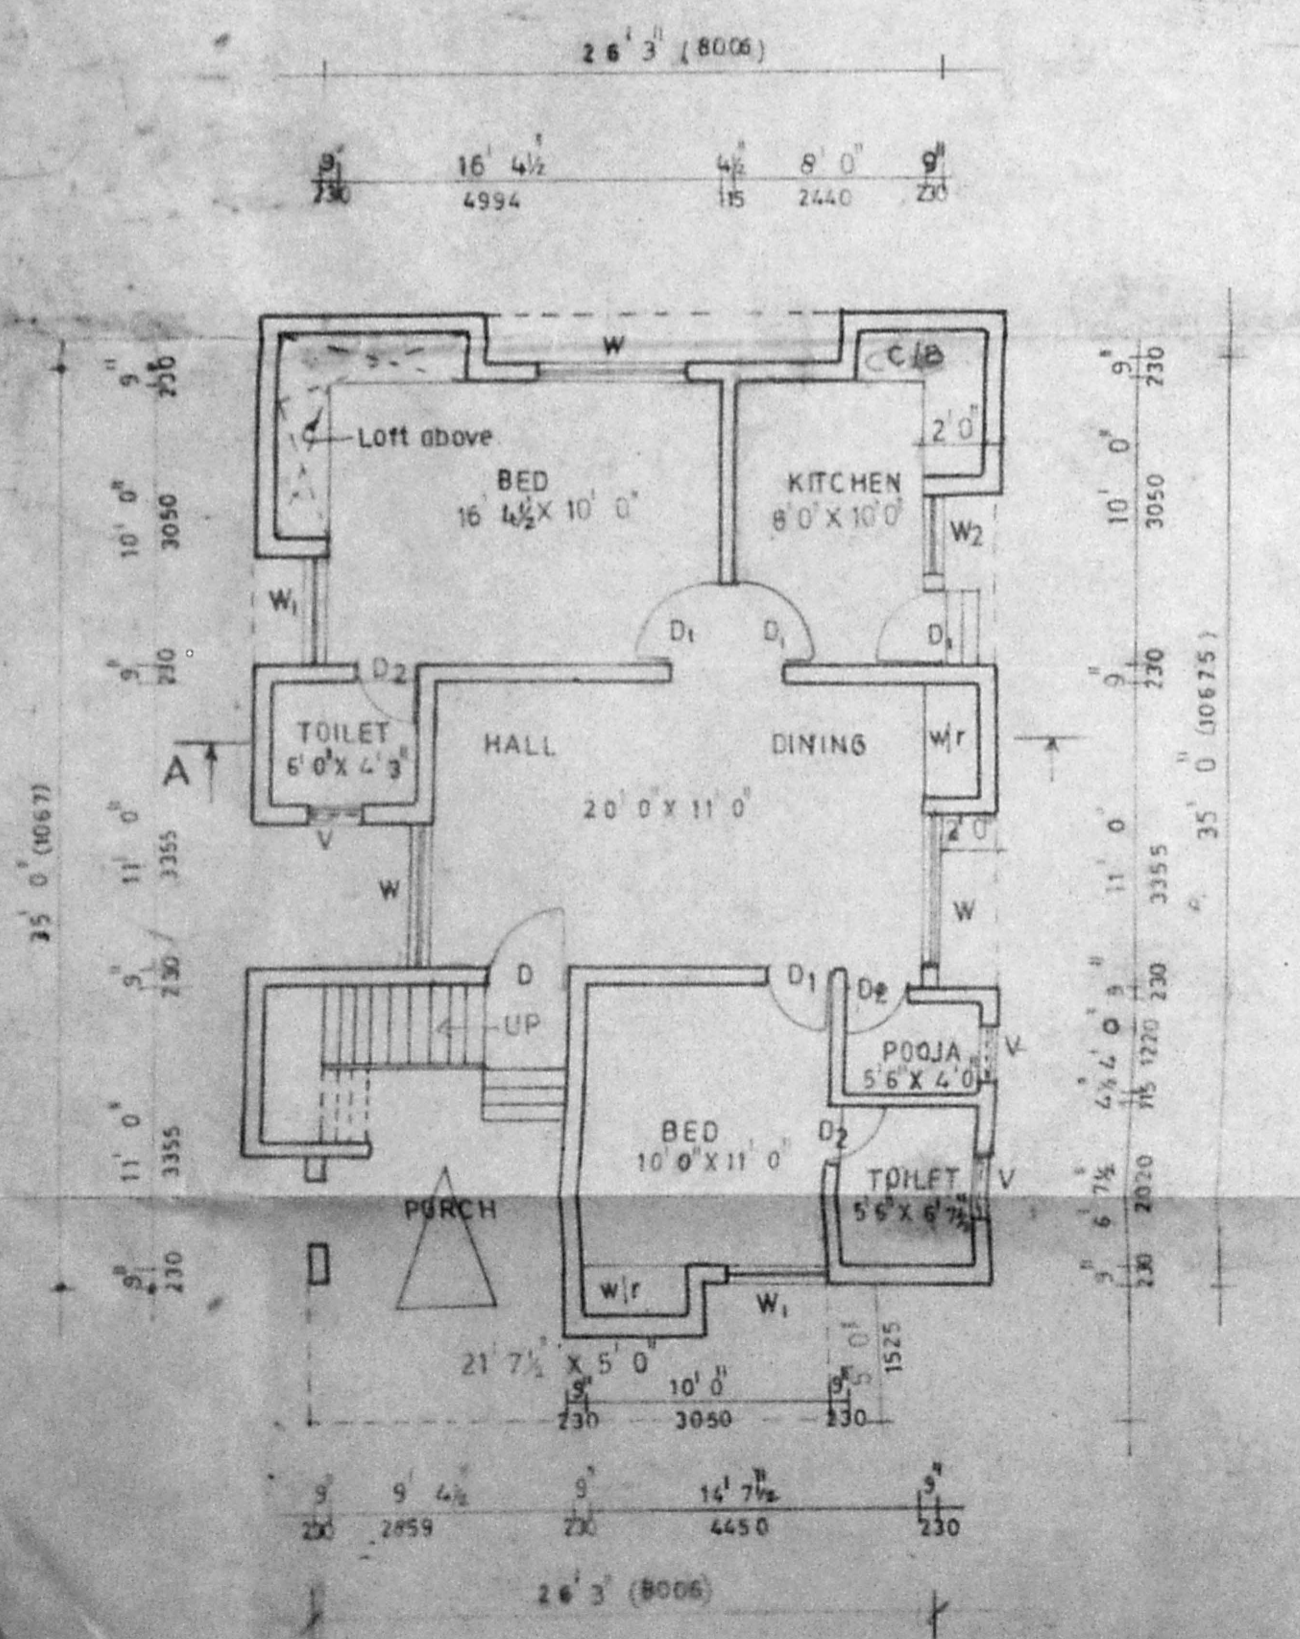 26' 3" (8006)
9" 16' 4½" 4½" 8' 0" 9"
230 4994 115 2440 230
W
C/B
Loft above
2' 0"
BED
16' 4½" X 10' 0"
KITCHEN
8' 0" X 10' 0"
W2
W1
D1
D1
D1
D2
TOILET
6' 0" X 4' 3"
HALL
DINING
w/r
A
20' 0" X 11' 0"
V
2' 0"
W
W
D
D1
D2
UP
POOJA
5' 6" X 4' 0"
V
BED
10' 0" X 11' 0"
D2
TOILET
5' 6" X 6' 7½"
V
PORCH
w/r
W1
21' 7½" X 5' 0"
5' 0"
1525
9" 10' 0" 9"
230 3050 230
9" 9' 4½" 9" 14' 7½" 9"
230 2859 230 4450 230
26' 3" (8006)
35' 0" (1067)
9" 230
10' 0" 3050
9" 230
11' 0" 3355
9" 230
11' 0" 3355
9" 230
9" 230
10' 0" 3050
9" 230
11' 0" 3355
9" 230
4' 0" 1220
4½" 115
6' 7½" 2020
9" 230
35' 0" (10675)